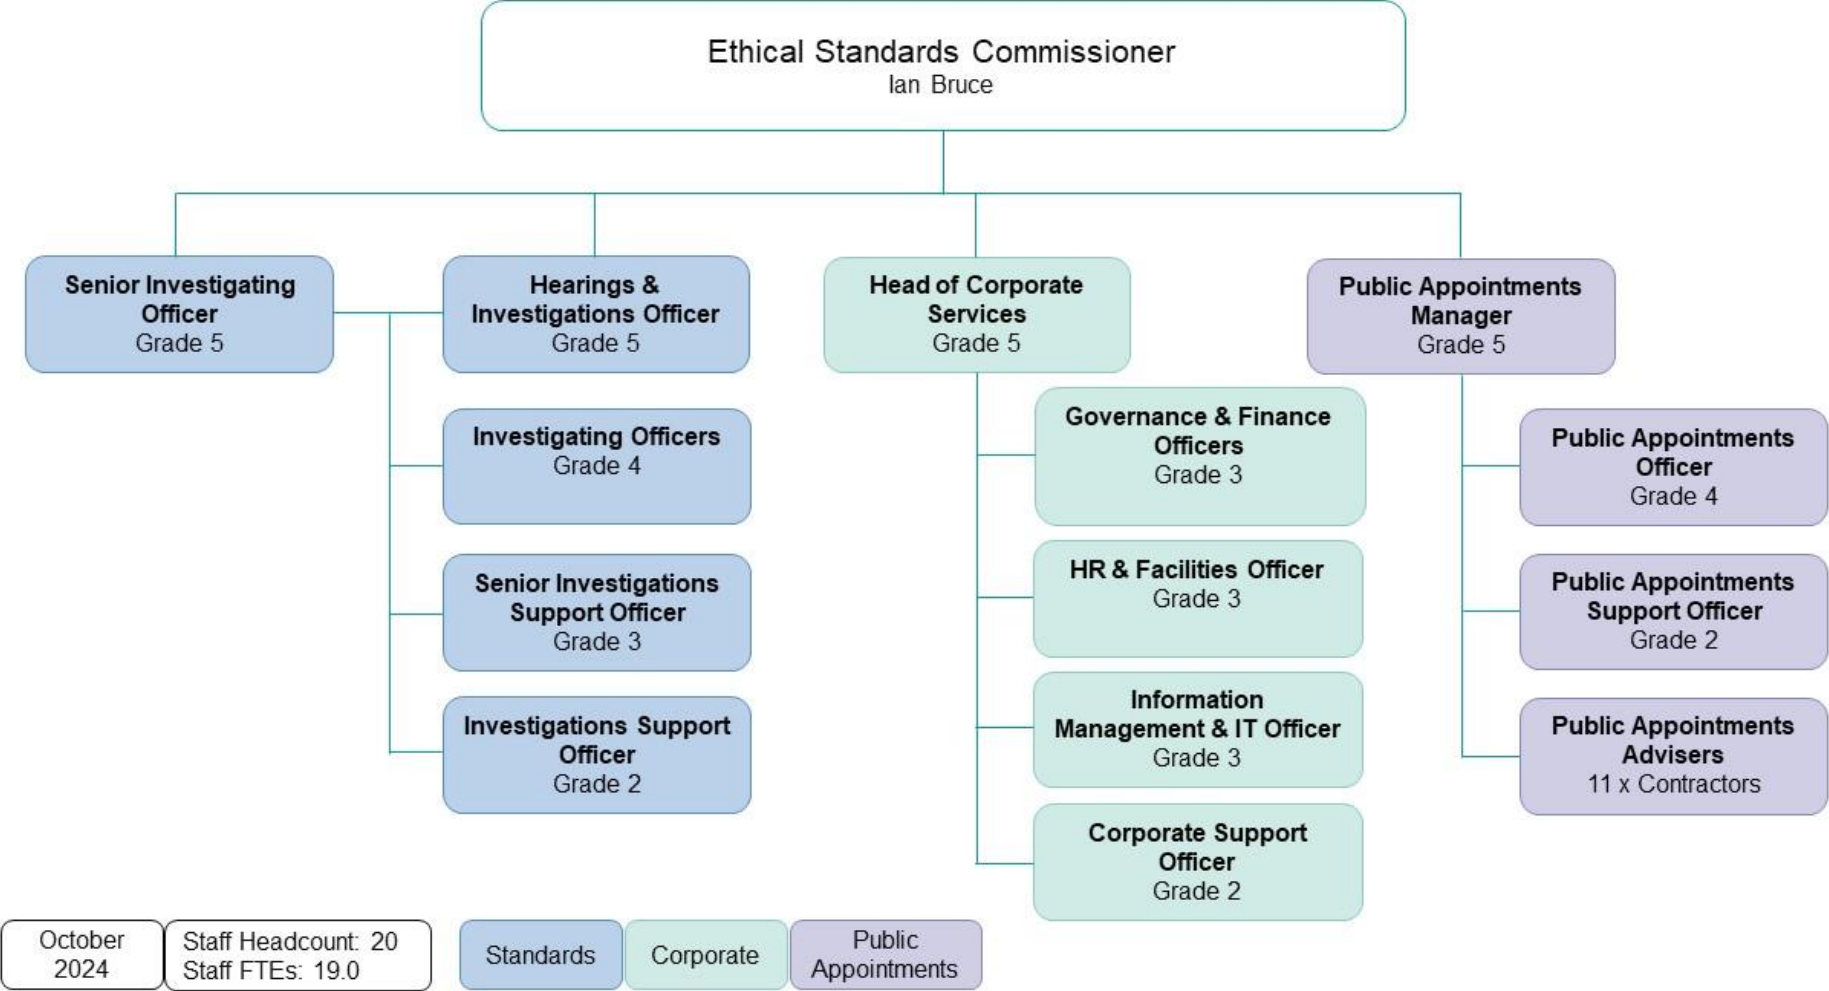 Ethical Standards Commissioner
Ian Bruce
Senior Investigating
Officer
Grade 5
Hearings &
Investigations Officer
Grade 5
Head of Corporate
Services
Grade 5
Public Appointments
Manager
Grade 5
Investigating Officers
Grade 4
Senior Investigations
Support Officer
Grade 3
Investigations Support
Officer
Grade 2
Governance & Finance
Officers
Grade 3
HR & Facilities Officer
Grade 3
Information
Management & IT Officer
Grade 3
Corporate Support
Officer
Grade 2
Public Appointments
Officer
Grade 4
Public Appointments
Support Officer
Grade 2
Public Appointments
Advisers
11 x Contractors
October
2024
Staff Headcount: 20
Staff FTEs: 19.0
Standards
Corporate
Public
Appointments